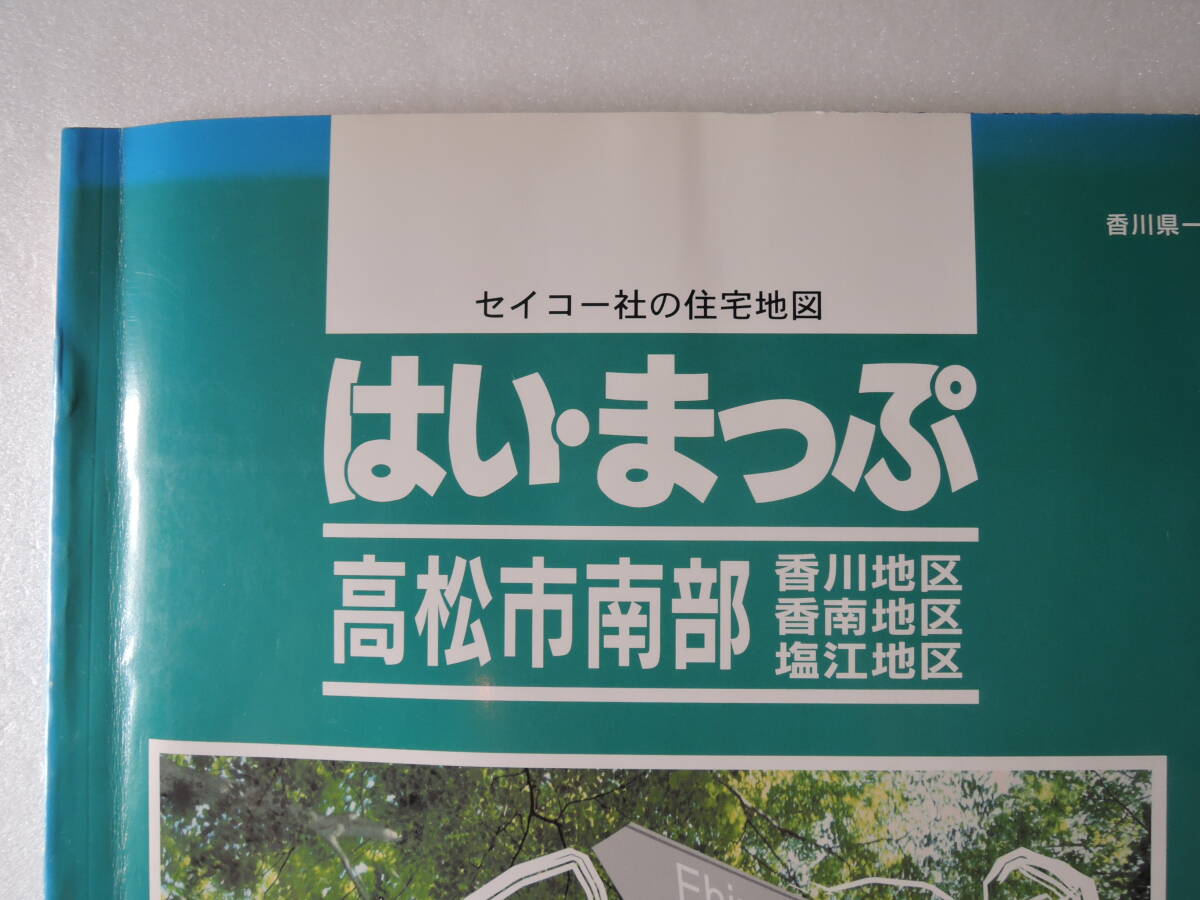 香川県一
セイコー社の住宅地図
はい・まっぷ
高松市南部
香川地区
香南地区
塩江地区